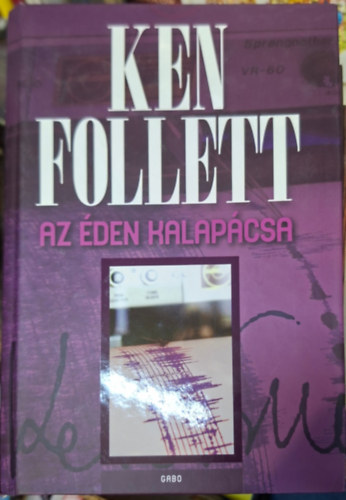 KEN
FOLLETT
AZ ÉDEN KALAPÁCSA
GABO